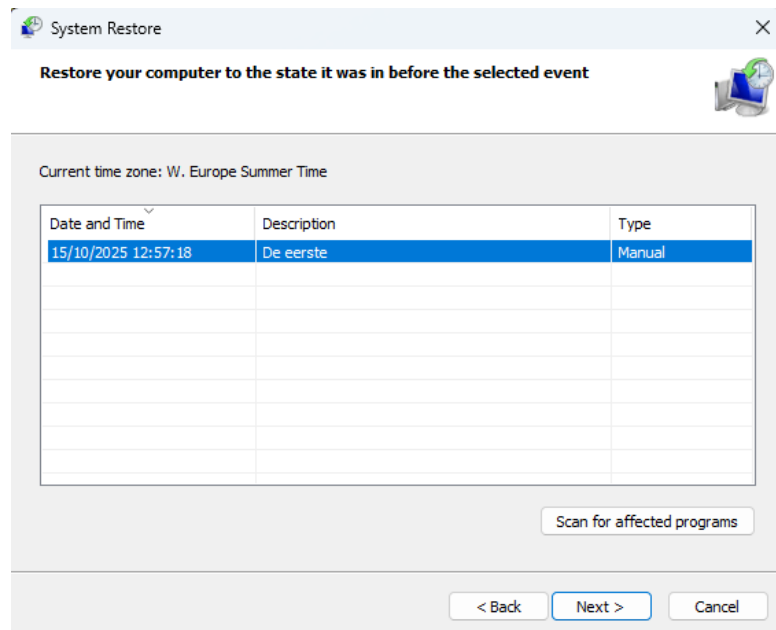 System Restore
Restore your computer to the state it was in before the selected event
Current time zone: W. Europe Summer Time
Date and Time Description Type
15/10/2025 12:57:18 De eerste Manual
Scan for affected programs
< Back Next > Cancel